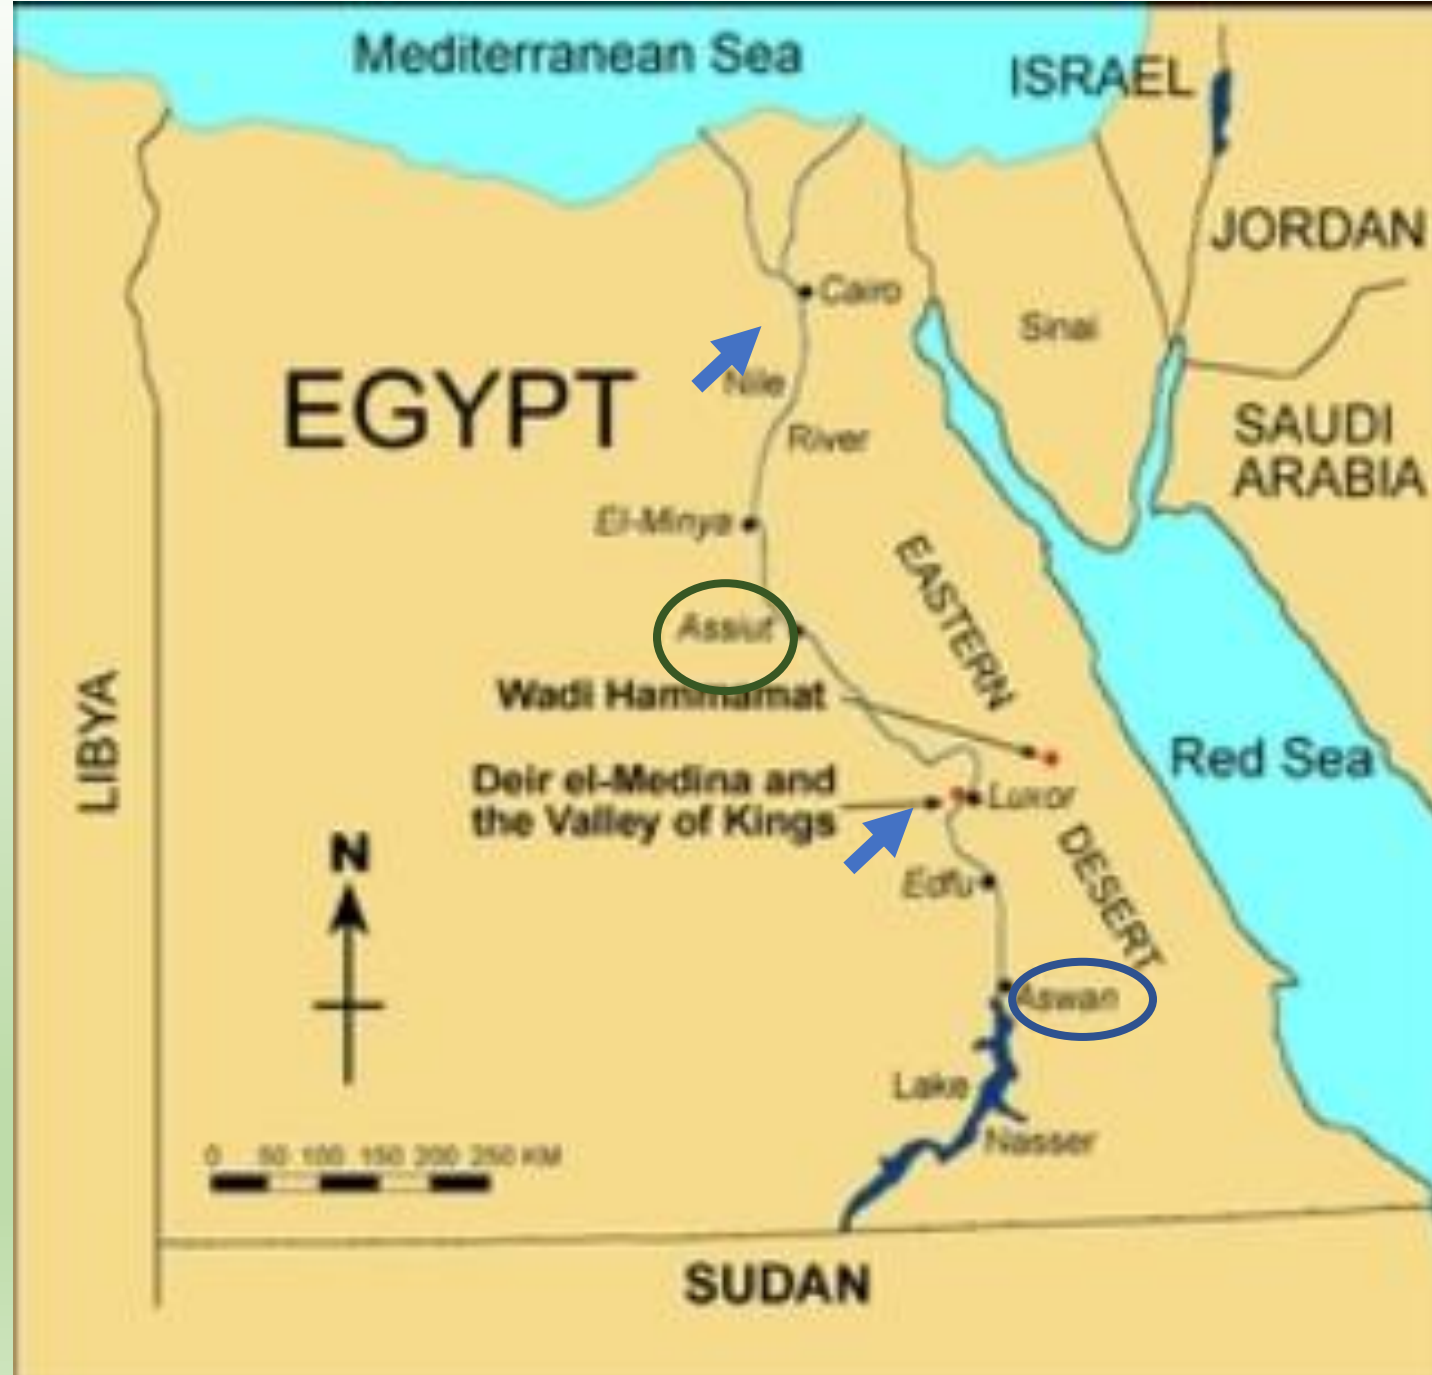 Mediterranean Sea
ISRAEL
JORDAN
Cairo
Sinai
EGYPT
Nile
River
SAUDI
ARABIA
El-Minya
EASTERN
Assiut
Wadi Hammamat
LIBYA
Red Sea
Deir el-Medina and
the Valley of Kings
Luxor
N
DESERT
Edfu
Aswan
Lake
Nasser
0 50 100 150 200 250 KM
SUDAN